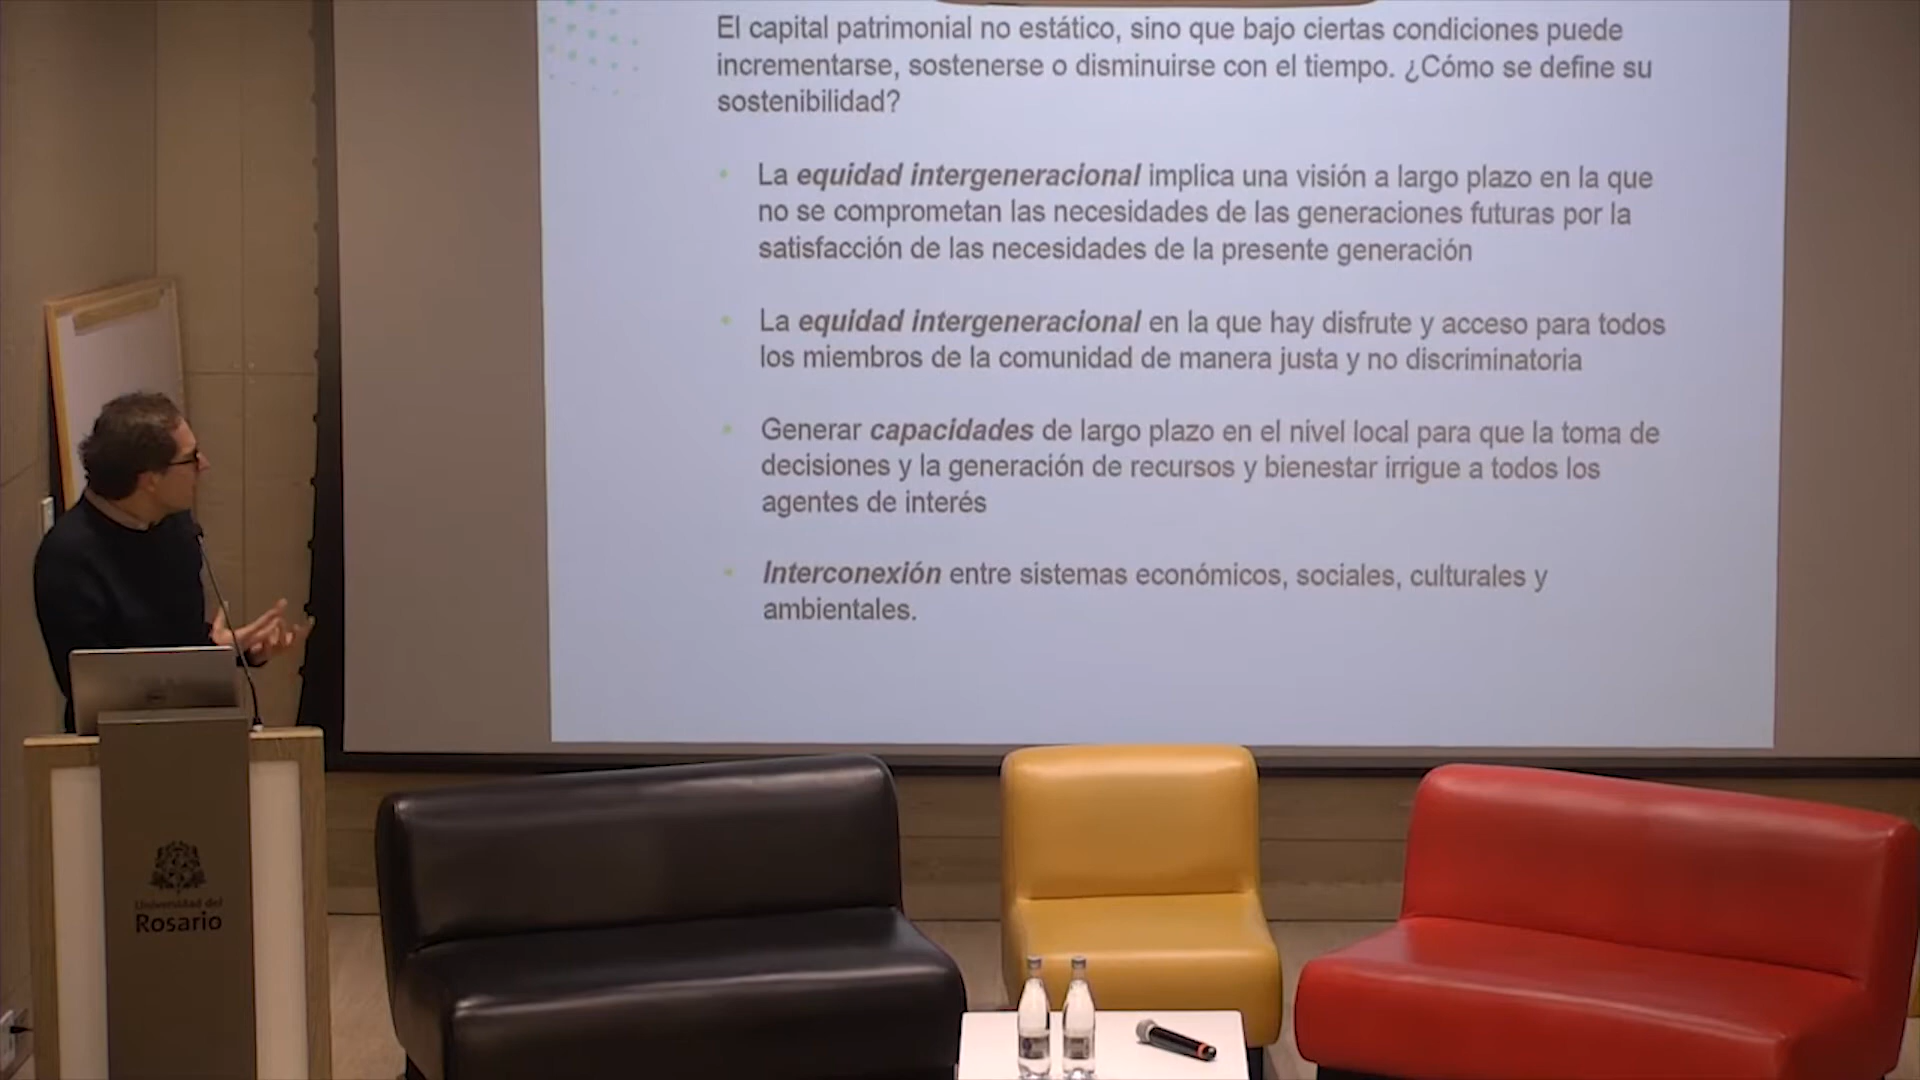 El capital patrimonial no estático, sino que bajo ciertas condiciones puede
incrementarse, sostenerse o disminuirse con el tiempo. ¿Cómo se define su
sostenibilidad?
La equidad intergeneracional implica una visión a largo plazo en la que
no se comprometan las necesidades de las generaciones futuras por la
satisfacción de las necesidades de la presente generación
La equidad intergeneracional en la que hay disfrute y acceso para todos
los miembros de la comunidad de manera justa y no discriminatoria
Generar capacidades de largo plazo en el nivel local para que la toma de
decisiones y la generación de recursos y bienestar irrigue a todos los
agentes de interés
Interconexión entre sistemas económicos, sociales, culturales y
ambientales.
Universidad del
Rosario